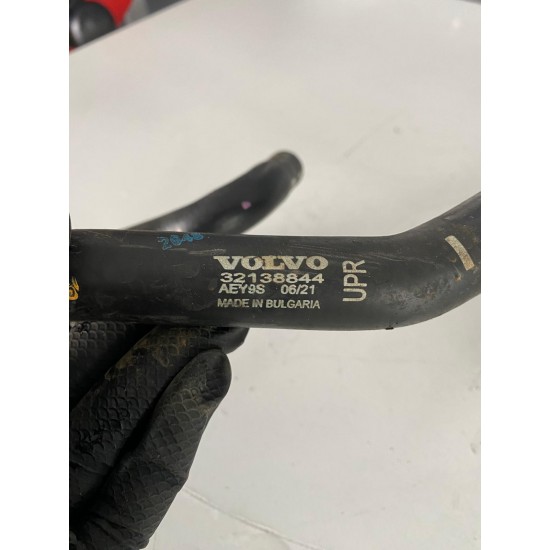 VOLVO
32138844
AEY9S 06/21
MADE IN BULGARIA
UPR